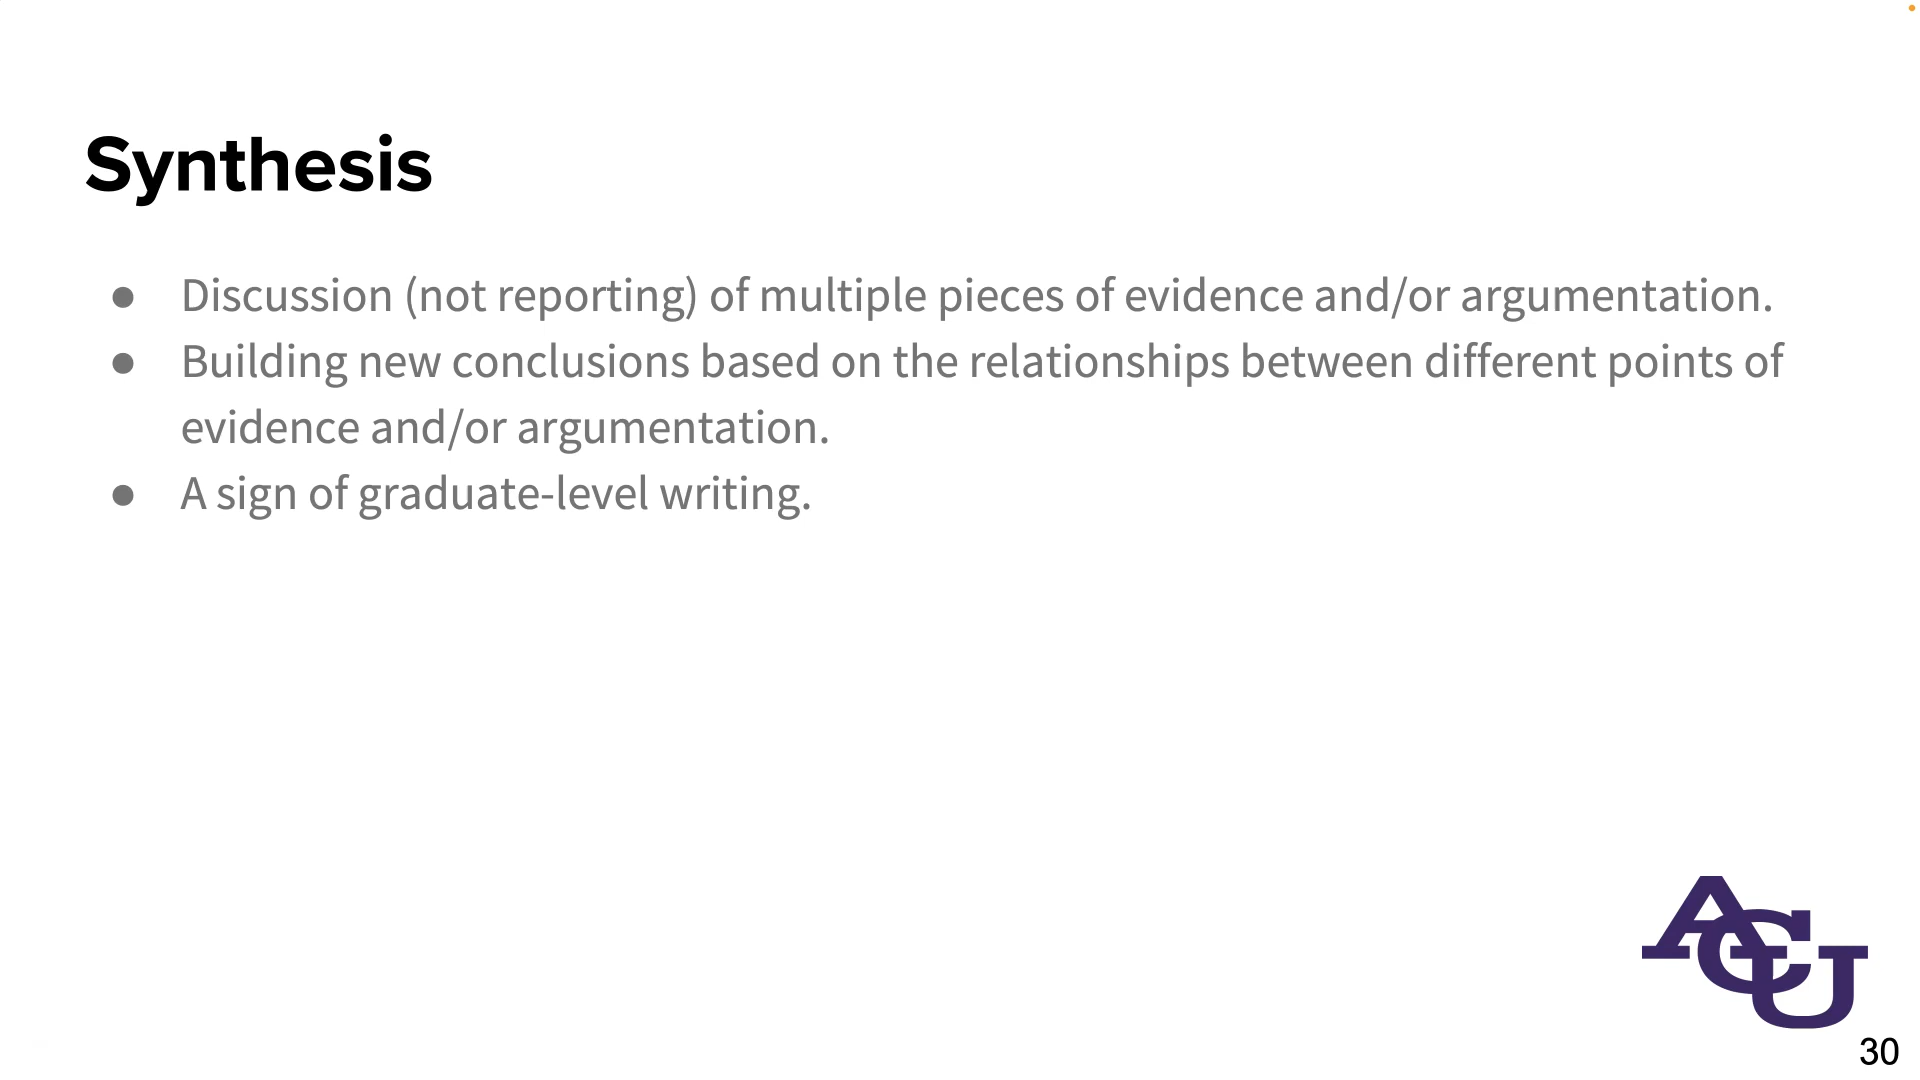 Synthesis
● Discussion (not reporting) of multiple pieces of evidence and/or argumentation.
● Building new conclusions based on the relationships between different points of
evidence and/or argumentation.
● A sign of graduate-level writing.
ACU
30